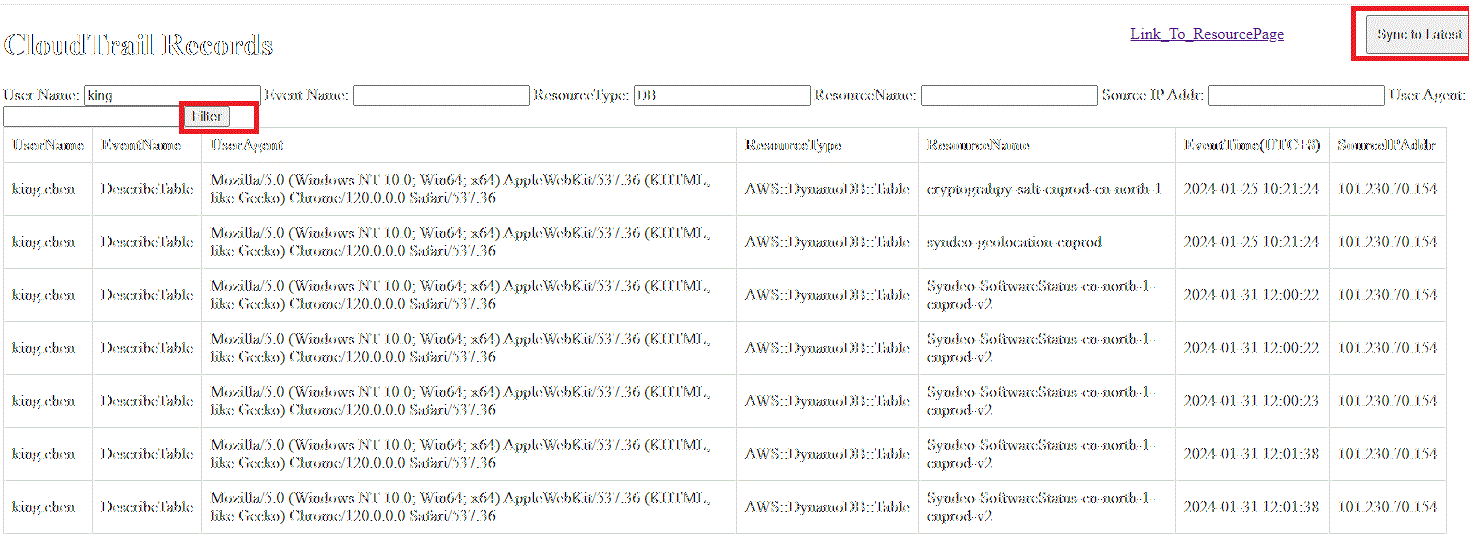 Link_To_ResourcePage
Sync to Latest
CloudTrail Records
User Name: king Event Name: ResourceType: DB ResourceName: Source IP Addr: User Agent:
Filter
UserName EventName UserAgent ResourceType ResourceName EventTime(UTC+8) SourceIPAddr
king.chen DescribeTable Mozilla/5.0 (Windows NT 10.0; Win64; x64) AppleWebKit/537.36 (KHTML, like Gecko) Chrome/120.0.0.0 Safari/537.36 AWS::DynamoDB::Table cryptograhpy-salt-cnprod-cn-north-1 2024-01-25 10:21:24 101.230.70.154
king.chen DescribeTable Mozilla/5.0 (Windows NT 10.0; Win64; x64) AppleWebKit/537.36 (KHTML, like Gecko) Chrome/120.0.0.0 Safari/537.36 AWS::DynamoDB::Table syndeo-geolocation-cnprod 2024-01-25 10:21:24 101.230.70.154
king.chen DescribeTable Mozilla/5.0 (Windows NT 10.0; Win64; x64) AppleWebKit/537.36 (KHTML, like Gecko) Chrome/120.0.0.0 Safari/537.36 AWS::DynamoDB::Table Syndeo-SoftwareStatus-cn-north-1-cnprod-v2 2024-01-31 12:00:22 101.230.70.154
king.chen DescribeTable Mozilla/5.0 (Windows NT 10.0; Win64; x64) AppleWebKit/537.36 (KHTML, like Gecko) Chrome/120.0.0.0 Safari/537.36 AWS::DynamoDB::Table Syndeo-SoftwareStatus-cn-north-1-cnprod-v2 2024-01-31 12:00:22 101.230.70.154
king.chen DescribeTable Mozilla/5.0 (Windows NT 10.0; Win64; x64) AppleWebKit/537.36 (KHTML, like Gecko) Chrome/120.0.0.0 Safari/537.36 AWS::DynamoDB::Table Syndeo-SoftwareStatus-cn-north-1-cnprod-v2 2024-01-31 12:00:23 101.230.70.154
king.chen DescribeTable Mozilla/5.0 (Windows NT 10.0; Win64; x64) AppleWebKit/537.36 (KHTML, like Gecko) Chrome/120.0.0.0 Safari/537.36 AWS::DynamoDB::Table Syndeo-SoftwareStatus-cn-north-1-cnprod-v2 2024-01-31 12:01:38 101.230.70.154
king.chen DescribeTable Mozilla/5.0 (Windows NT 10.0; Win64; x64) AppleWebKit/537.36 (KHTML, like Gecko) Chrome/120.0.0.0 Safari/537.36 AWS::DynamoDB::Table Syndeo-SoftwareStatus-cn-north-1-cnprod-v2 2024-01-31 12:01:38 101.230.70.154